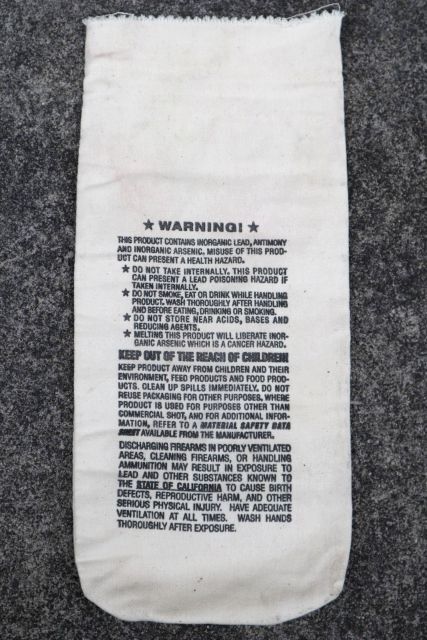 ★ WARNING! ★
THIS PRODUCT CONTAINS INORGANIC LEAD, ANTIMONY
AND INORGANIC ARSENIC. MISUSE OF THIS PROD-
UCT CAN PRESENT A HEALTH HAZARD.
★ DO NOT TAKE INTERNALLY. THIS PRODUCT
CAN PRESENT A LEAD POISONING HAZARD IF
TAKEN INTERNALLY.
★ DO NOT SMOKE, EAT OR DRINK WHILE HANDLING
PRODUCT. WASH THOROUGHLY AFTER HANDLING
AND BEFORE EATING, DRINKING OR SMOKING.
★ DO NOT STORE NEAR ACIDS, BASES AND
REDUCING AGENTS.
★ MELTING THIS PRODUCT WILL LIBERATE INOR-
GANIC ARSENIC WHICH IS A CANCER HAZARD.
KEEP OUT OF THE REACH OF CHILDREN!
KEEP PRODUCT AWAY FROM CHILDREN AND THEIR
ENVIRONMENT, FEED PRODUCTS AND FOOD PROD-
UCTS. CLEAN UP SPILLS IMMEDIATELY. DO NOT
REUSE PACKAGING FOR OTHER PURPOSES. WHERE
PRODUCT IS USED FOR PURPOSES OTHER THAN
COMMERCIAL SHOT, AND FOR ADDITIONAL INFOR-
MATION, REFER TO A MATERIAL SAFETY DATA
SHEET AVAILABLE FROM THE MANUFACTURER.
DISCHARGING FIREARMS IN POORLY VENTILATED
AREAS, CLEANING FIREARMS, OR HANDLING
AMMUNITION MAY RESULT IN EXPOSURE TO
LEAD AND OTHER SUBSTANCES KNOWN TO
THE STATE OF CALIFORNIA TO CAUSE BIRTH
DEFECTS, REPRODUCTIVE HARM, AND OTHER
SERIOUS PHYSICAL INJURY. HAVE ADEQUATE
VENTILATION AT ALL TIMES. WASH HANDS
THOROUGHLY AFTER EXPOSURE.